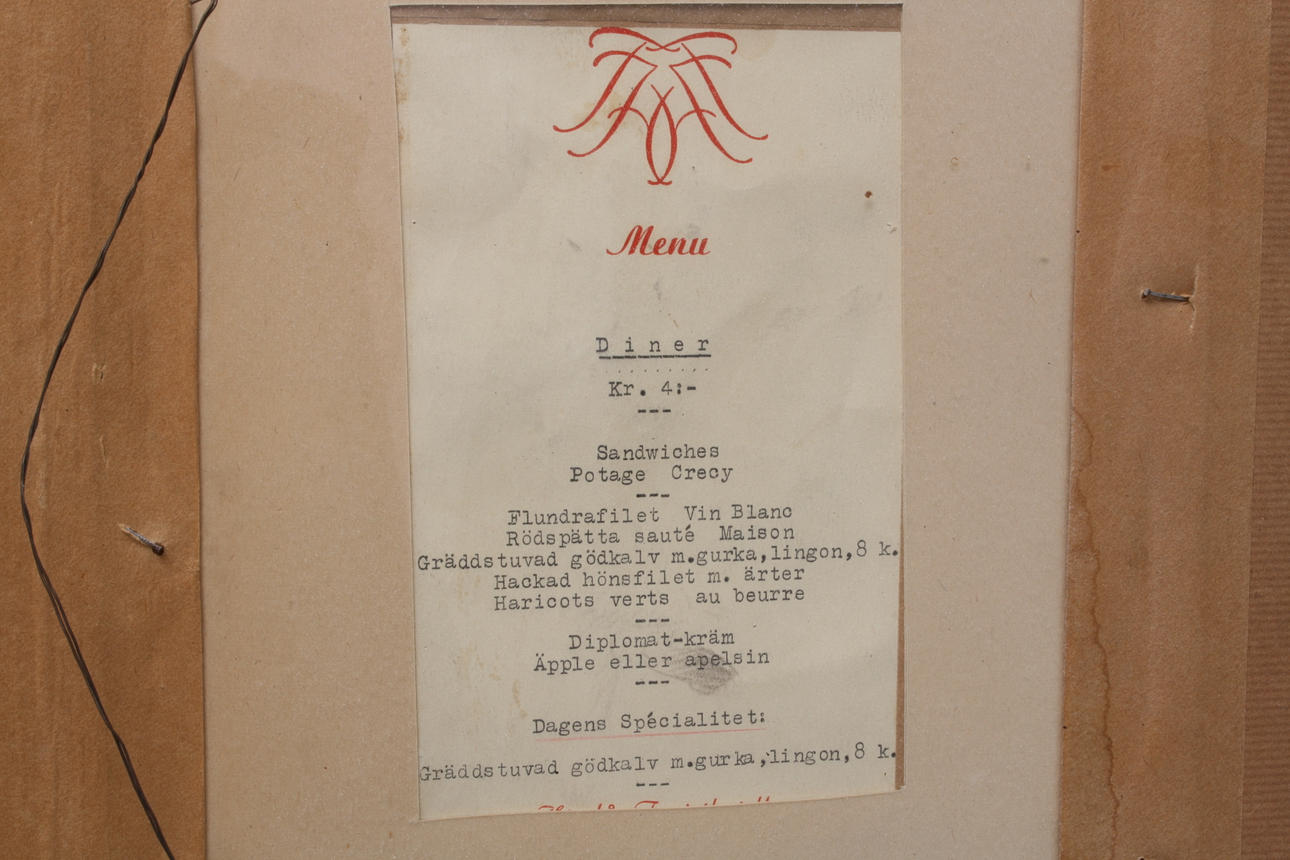 Menu
Diner
Kr. 4:-
---
Sandwiches
Potage Crecy
---
Flundrafilet Vin Blanc
Rödspätta sauté Maison
Gräddstuvad gödkalv m.gurka,lingon,8 k.
Hackad hönsfilet m. ärter
Haricots verts au beurre
---
Diplomat-kräm
Äpple eller apelsin
---
Dagens Spécialitet:
Gräddstuvad gödkalv m.gurka,lingon,8 k.
---